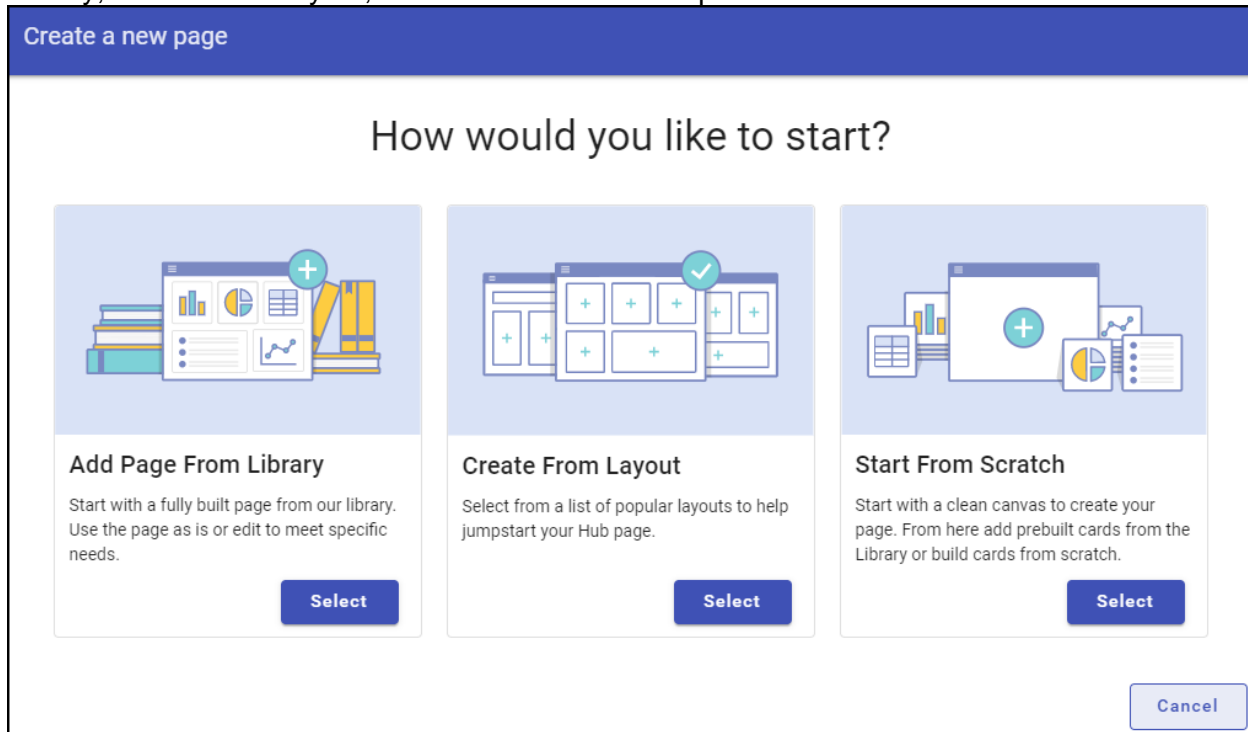 Create a new page
How would you like to start?
Add Page From Library
Start with a fully built page from our library.
Use the page as is or edit to meet specific
needs.
Select
Create From Layout
Select from a list of popular layouts to help
jumpstart your Hub page.
Select
Start From Scratch
Start with a clean canvas to create your
page. From here add prebuilt cards from the
Library or build cards from scratch.
Select
Cancel